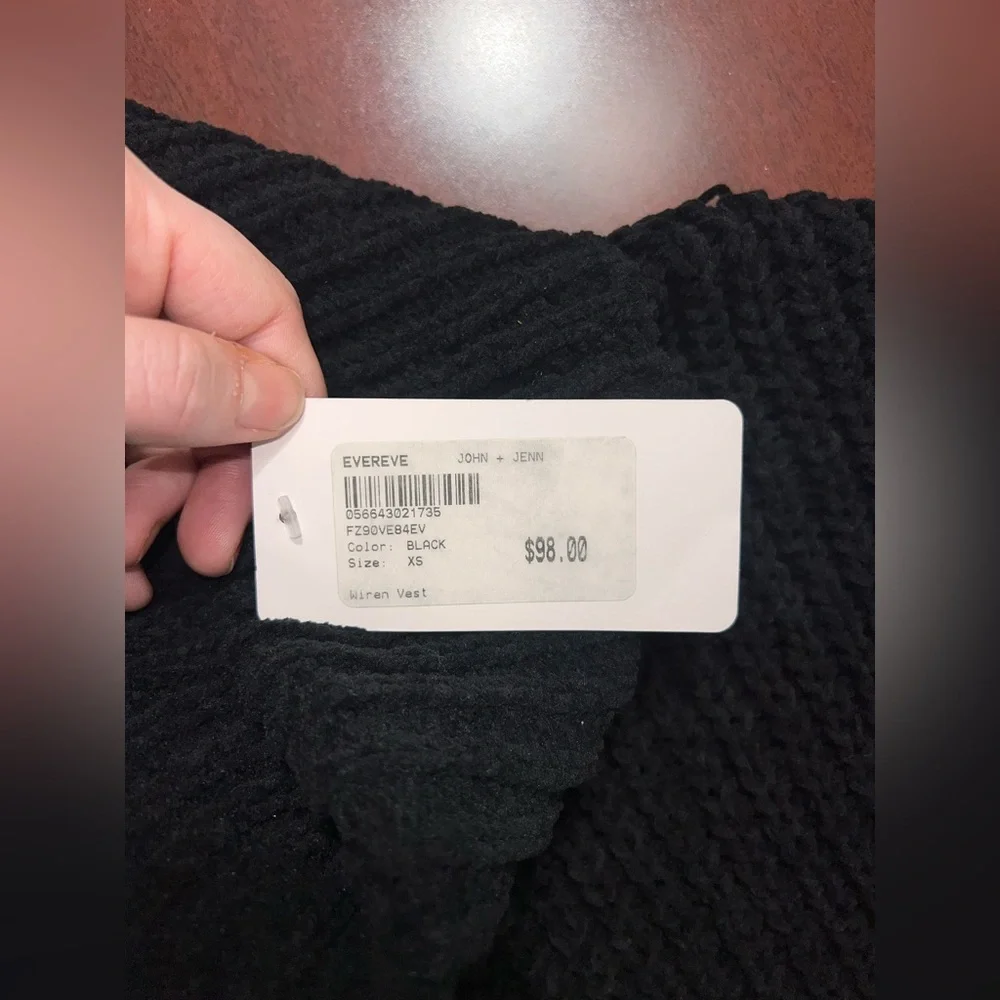 EVEREVE JOHN + JENN
056643021735
FZ90VE84EV
Color: BLACK
$98.00
Size: XS
Wiren Vest